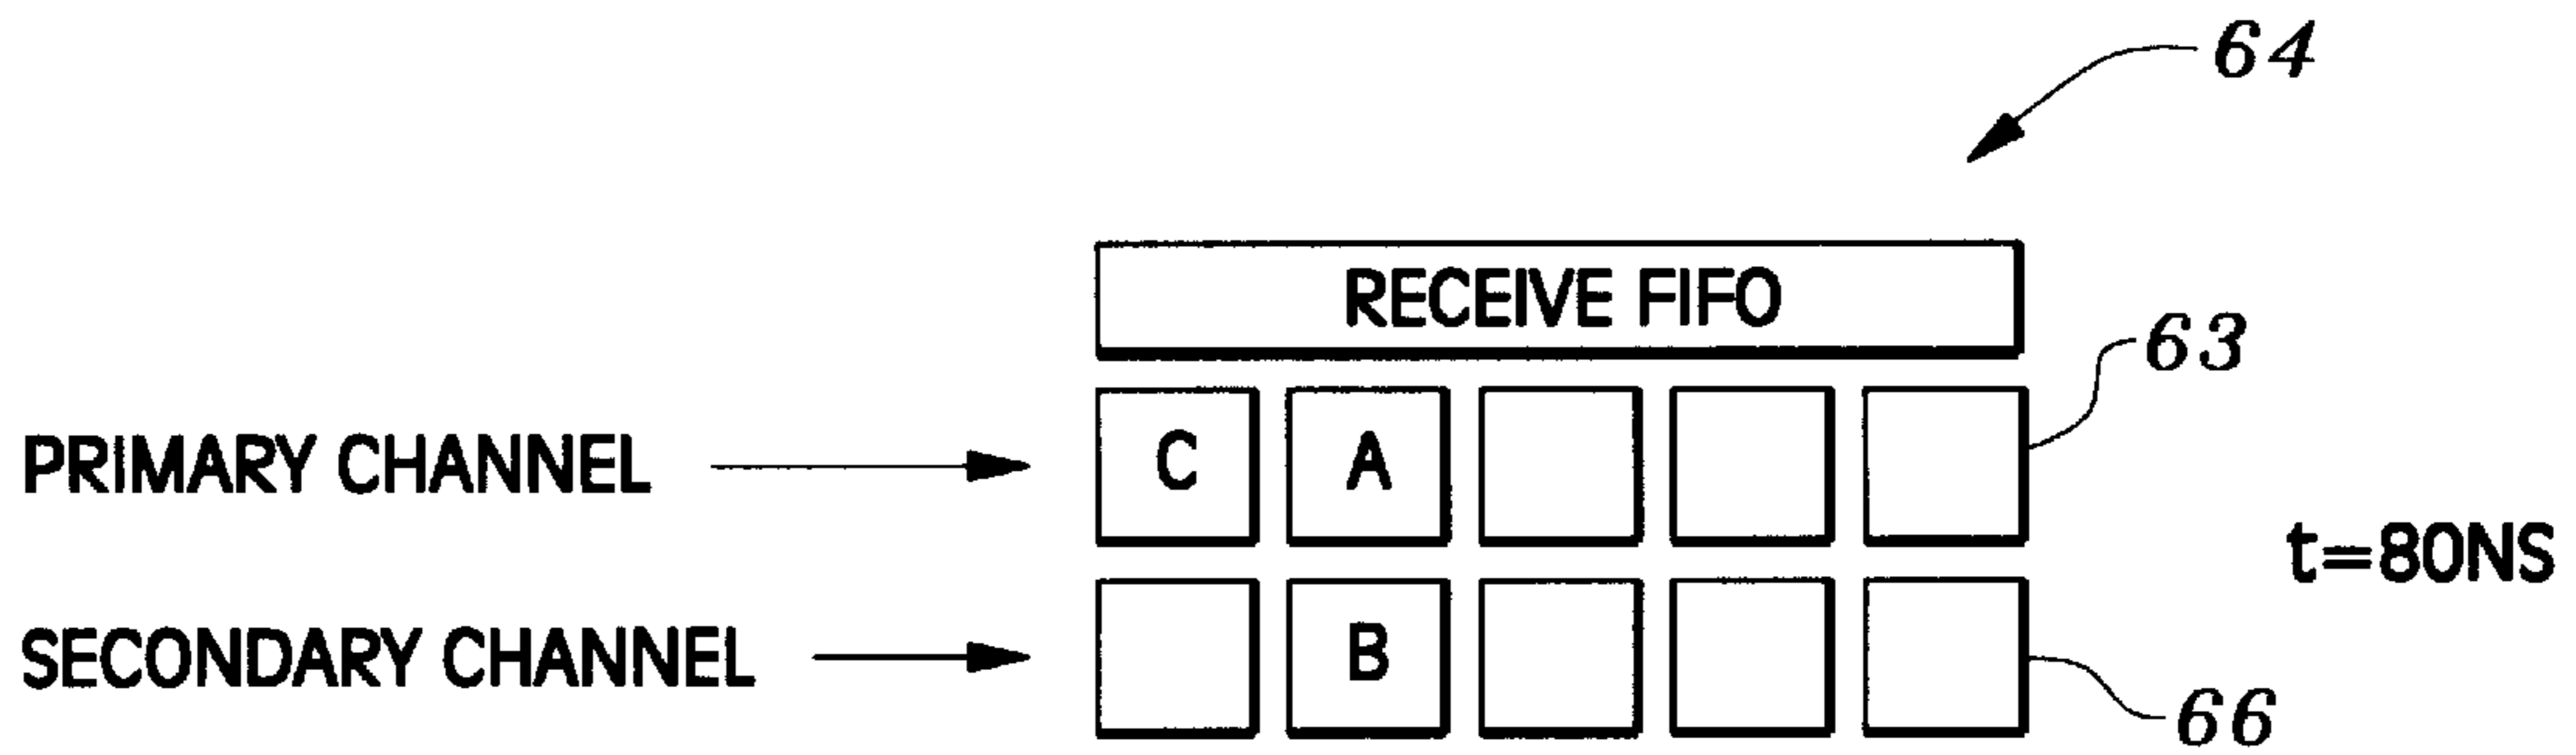 64
RECEIVE FIFO
63
PRIMARY CHANNEL C A
t=80NS
SECONDARY CHANNEL B
66